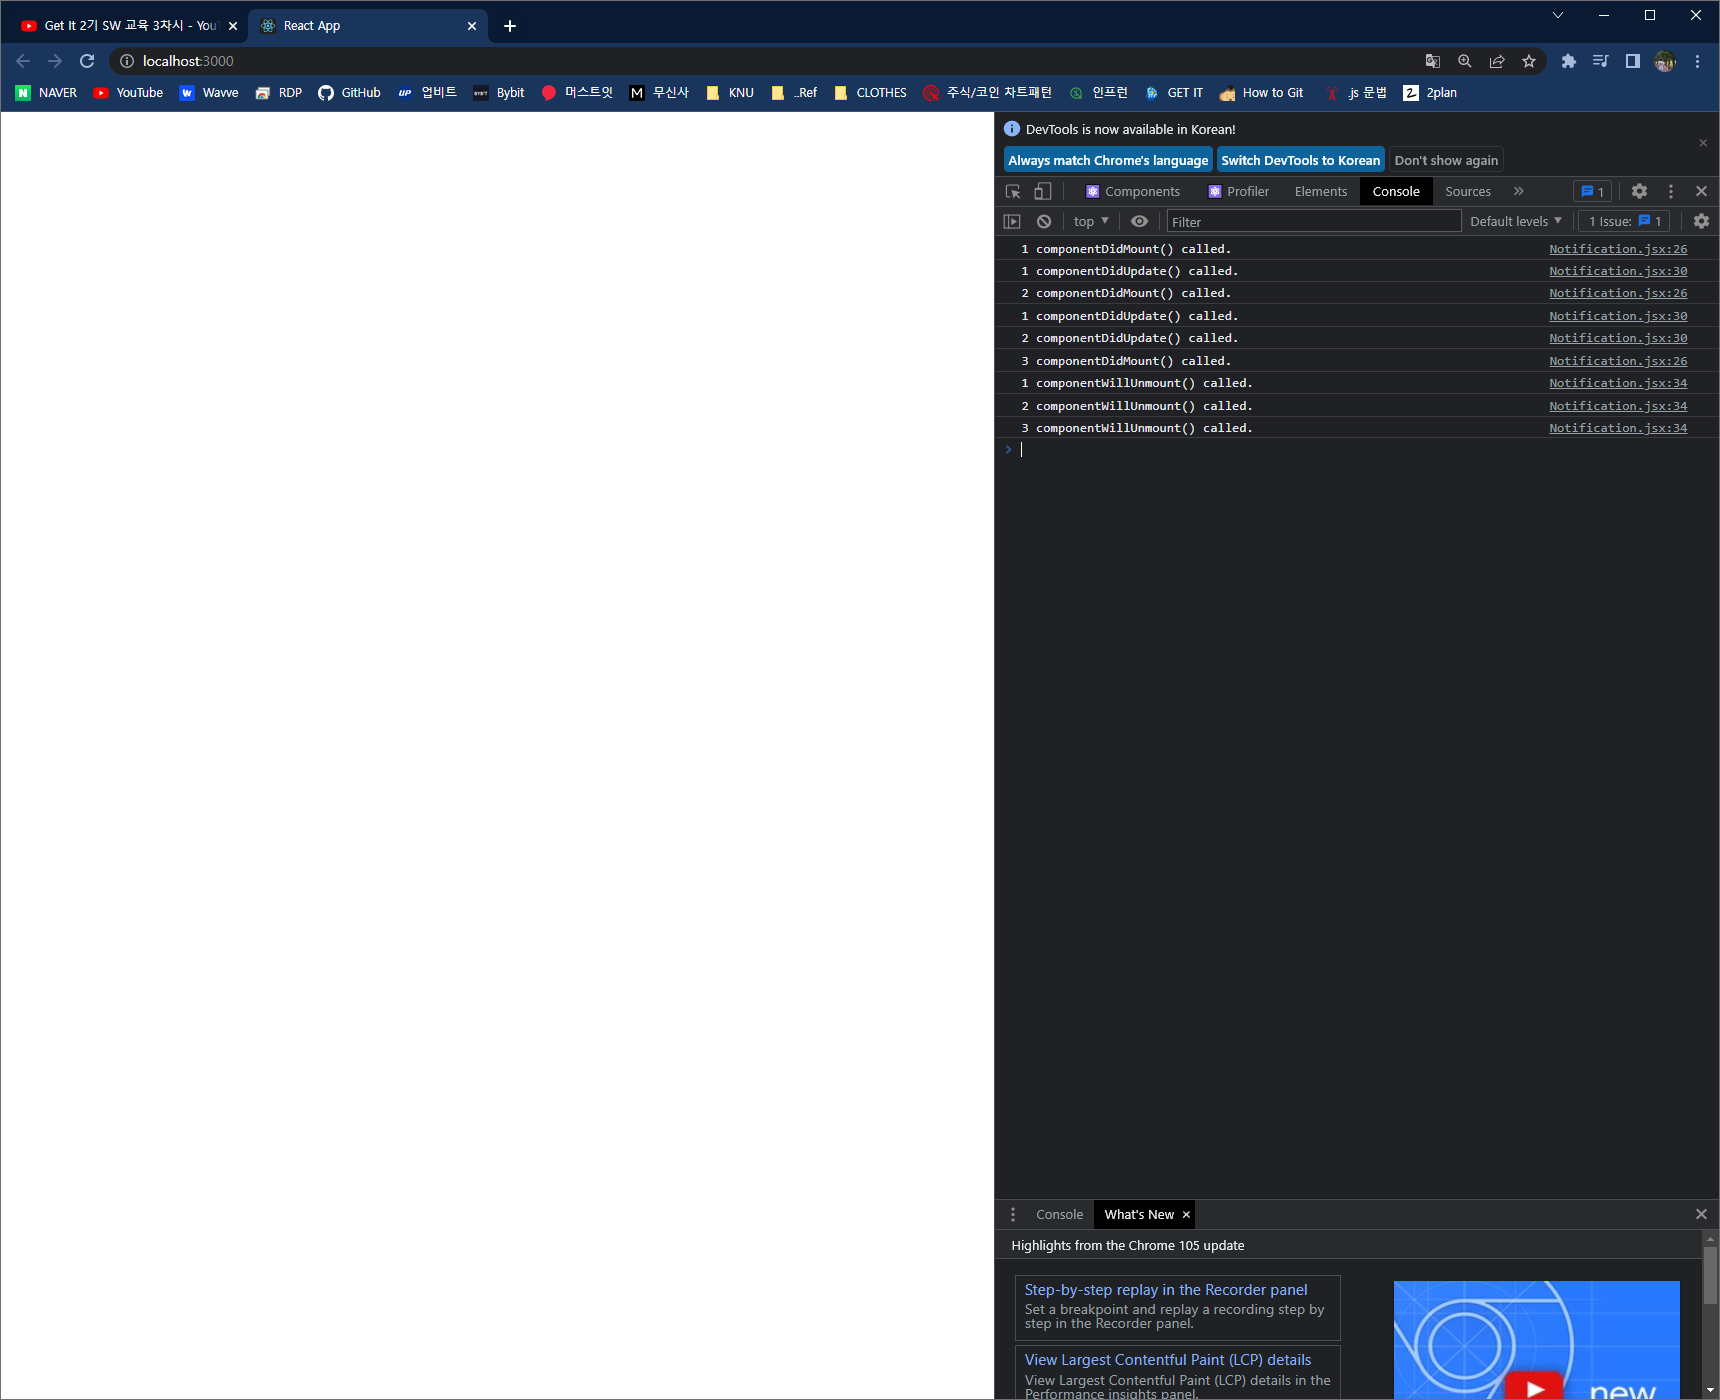 Get It 2기 SW 교육 3차시 - You
React App
localhost:3000
NAVER YouTube Wavve RDP GitHub 업비트 Bybit 머스트잇 무신사 KNU ..Ref CLOTHES 주식/코인 차트패턴 인프런 GET IT How to Git .js 문법 2plan
DevTools is now available in Korean!
Always match Chrome's language Switch DevTools to Korean Don't show again
Components Profiler Elements Console Sources » 1
top Filter Default levels 1 Issue: 1
1 componentDidMount() called. Notification.jsx:26
1 componentDidUpdate() called. Notification.jsx:30
2 componentDidMount() called. Notification.jsx:26
1 componentDidUpdate() called. Notification.jsx:30
2 componentDidUpdate() called. Notification.jsx:30
3 componentDidMount() called. Notification.jsx:26
1 componentWillUnmount() called. Notification.jsx:34
2 componentWillUnmount() called. Notification.jsx:34
3 componentWillUnmount() called. Notification.jsx:34
Console What's New
Highlights from the Chrome 105 update
Step-by-step replay in the Recorder panel
Set a breakpoint and replay a recording step by
step in the Recorder panel.
View Largest Contentful Paint (LCP) details
View Largest Contentful Paint (LCP) details in the
Performance insights panel.
new